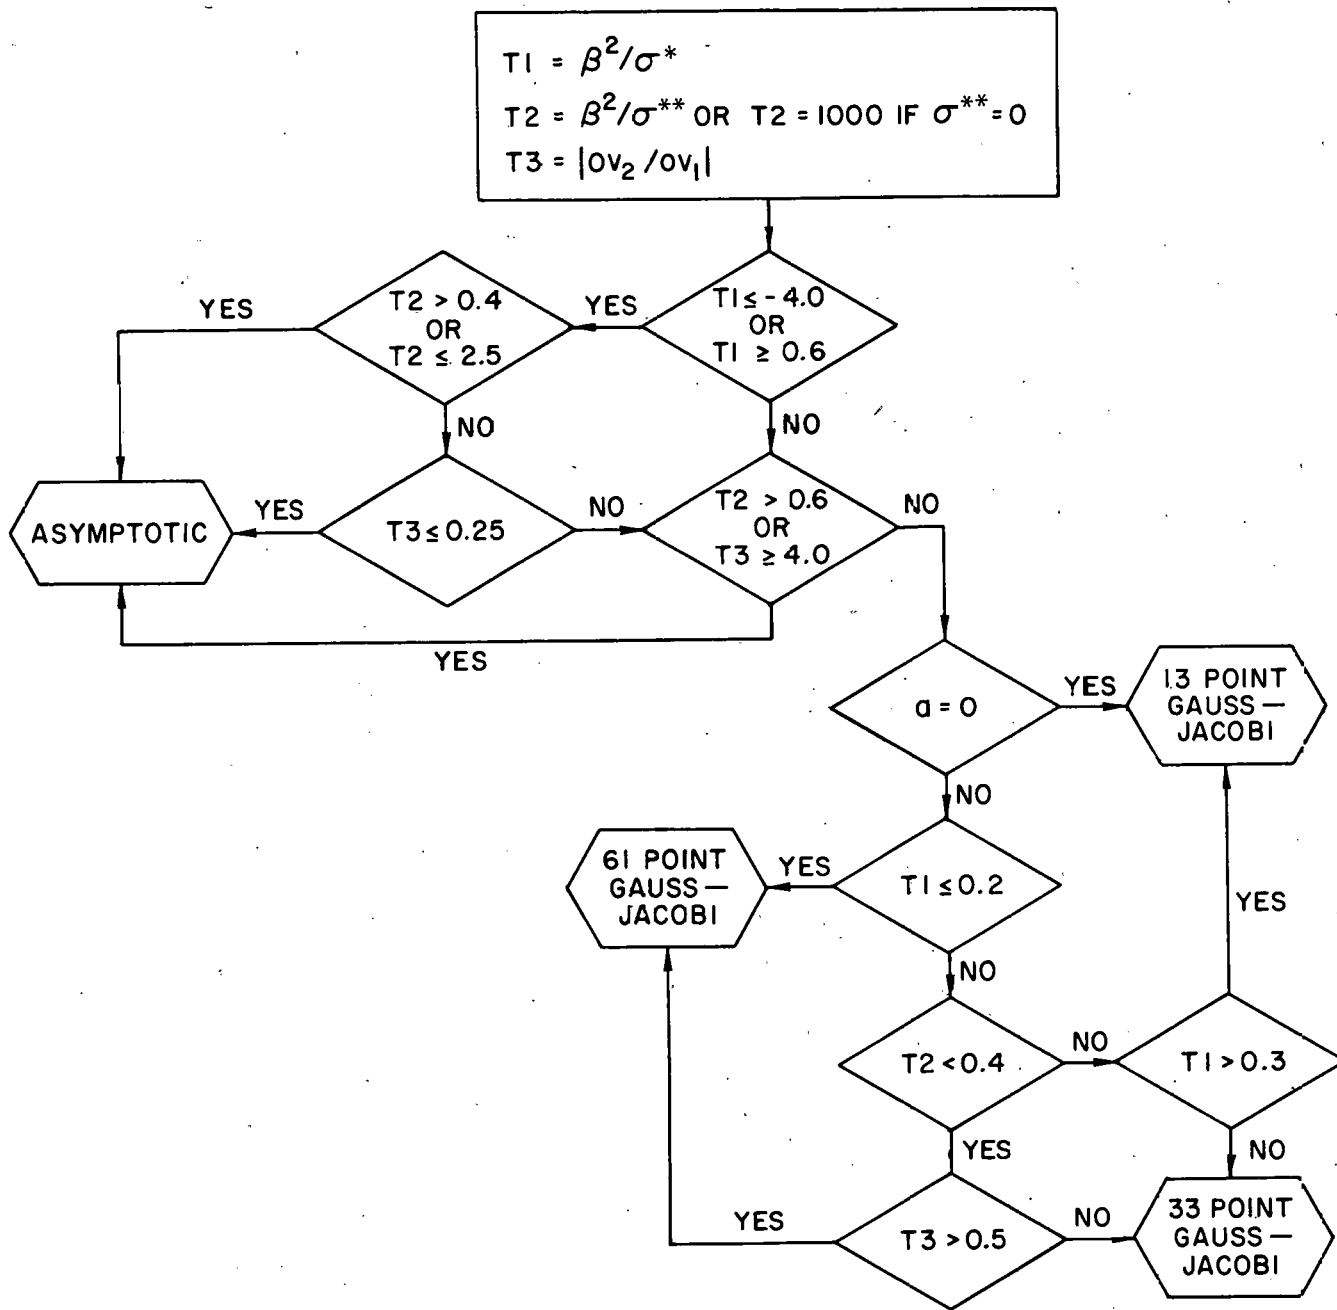 T1 = β²/σ*
T2 = β²/σ** OR T2 = 1000 IF σ** = 0
T3 = |OV₂/OV₁|
T1 ≤ -4.0
OR
T1 ≥ 0.6
YES
T2 > 0.4
OR
T2 ≤ 2.5
YES
NO
NO
ASYMPTOTIC
YES
T3 ≤ 0.25
NO
T2 > 0.6
OR
T3 ≥ 4.0
NO
YES
a = 0
YES
13 POINT
GAUSS—
JACOBI
NO
61 POINT
GAUSS—
JACOBI
YES
T1 ≤ 0.2
YES
NO
T2 < 0.4
NO
T1 > 0.3
YES
NO
YES
T3 > 0.5
NO
33 POINT
GAUSS—
JACOBI